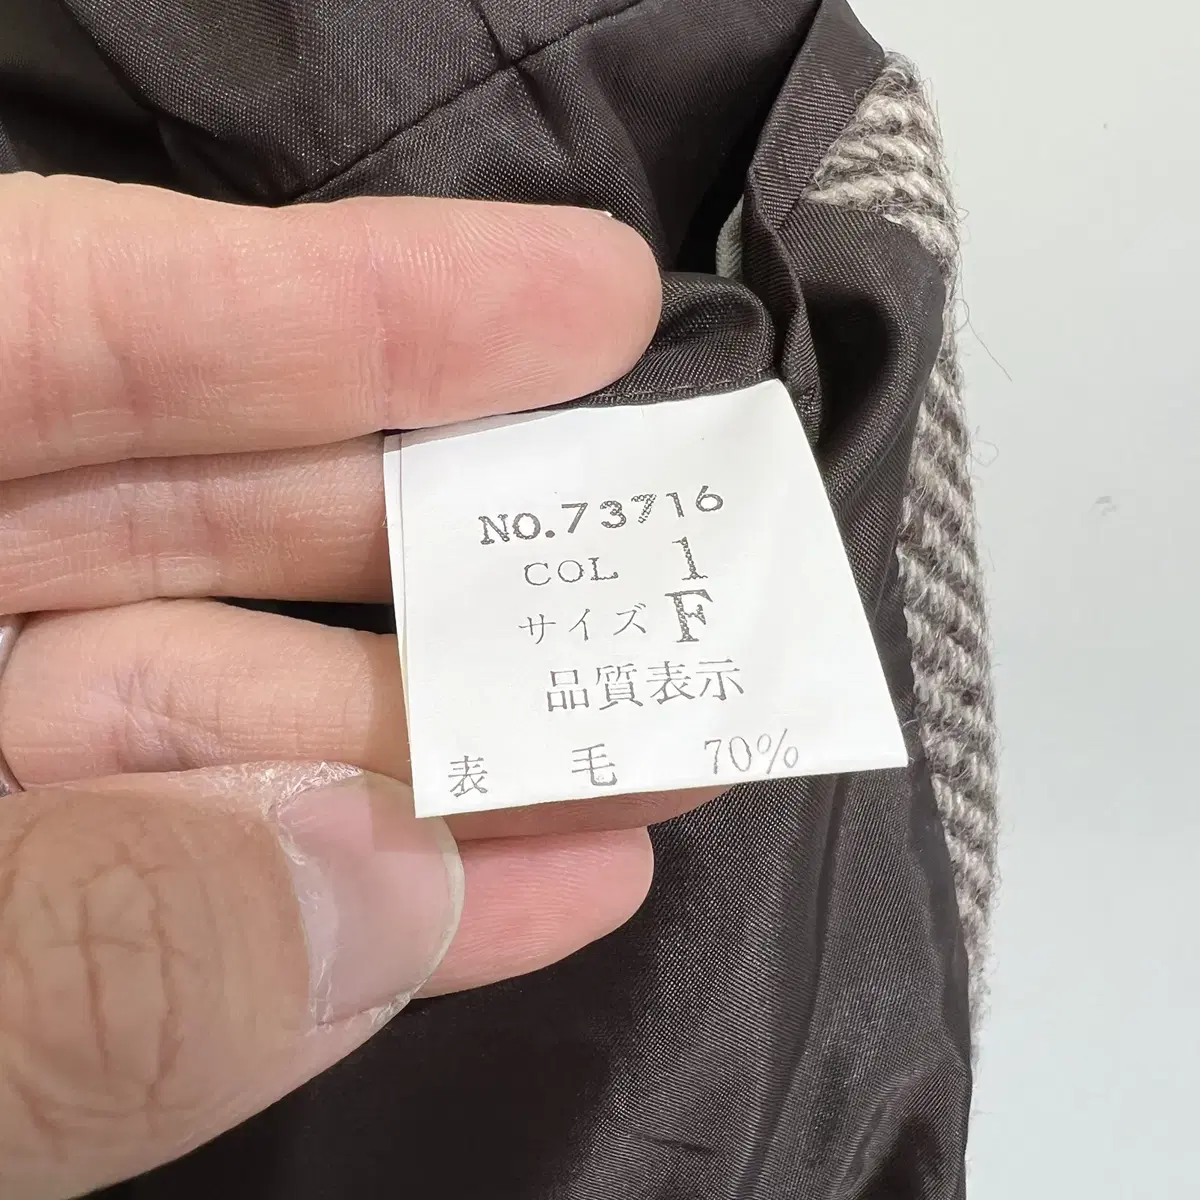 NO.73716
COL 1
サイズ F
品質表示
表 毛 70%